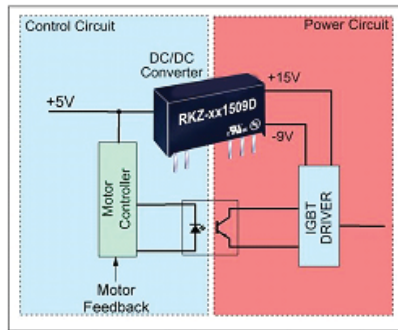 Control Circuit
Power Circuit
DC/DC
Converter
+5V
RKZ-xx1509D
+15V
-9V
Motor
Controller
IGBT
DRIVER
Motor
Feedback